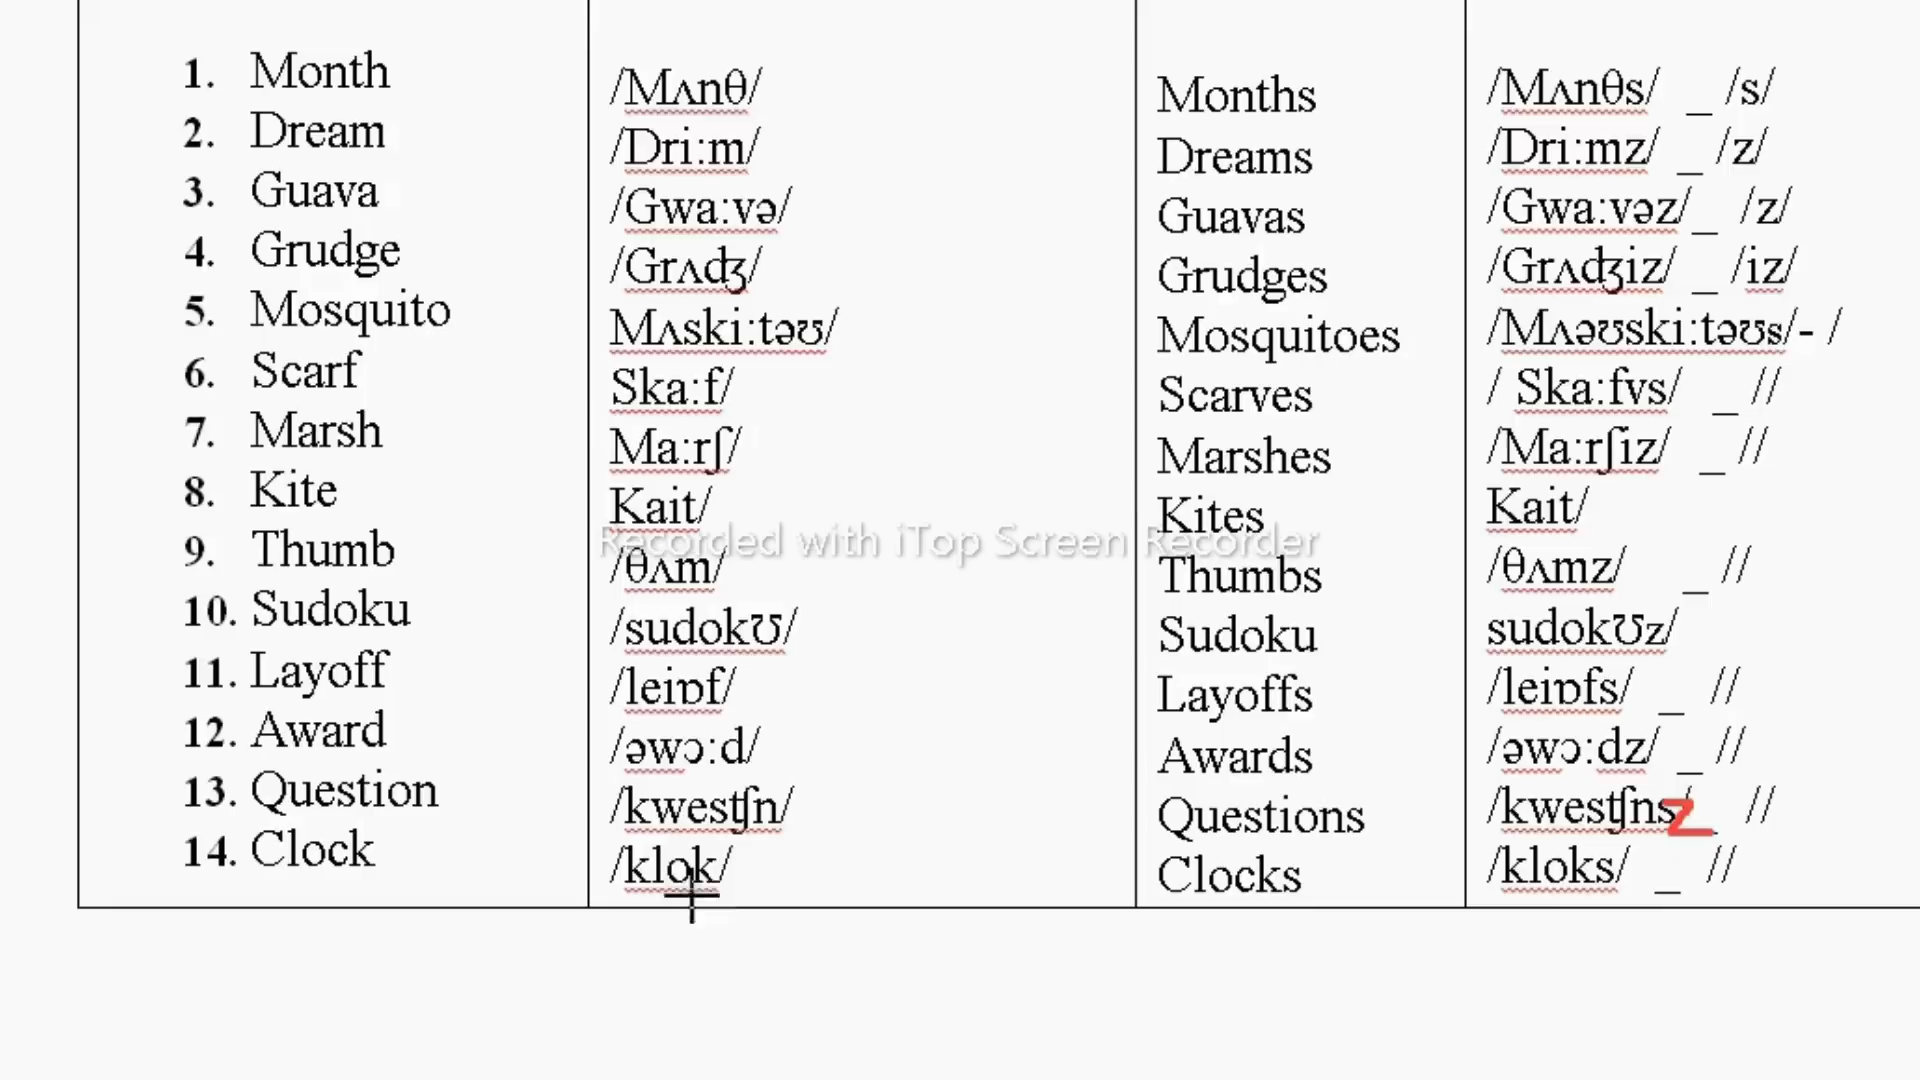 1. Month /Mʌnθ/ Months /Mʌnθs/ _ /s/
2. Dream /Dri:m/ Dreams /Dri:mz/ _ /z/
3. Guava /Gwa:və/ Guavas /Gwa:vəz/_ /z/
4. Grudge /Grʌʤ/ Grudges /Grʌʤiz/ _ /iz/
5. Mosquito Mʌski:təʊ/ Mosquitoes /Mʌəʊski:təʊs/- /
6. Scarf Ska:f/ Scarves / Ska:fvs/ _ //
7. Marsh Ma:rʃ/ Marshes /Ma:rʃiz/ _ //
8. Kite Kait/ Kites Kait/
Recorded with iTop Screen Recorder
9. Thumb /θʌm/ Thumbs /θʌmz/ _ //
10. Sudoku /sudokƱ/ Sudoku sudokƱz/
11. Layoff /leiɒf/ Layoffs /leiɒfs/ _ //
12. Award /əwɔ:d/ Awards /əwɔ:dz/ _ //
13. Question /kwesʧn/ Questions /kwesʧns/ z _ //
14. Clock /klok/ Clocks /kloks/ _ //